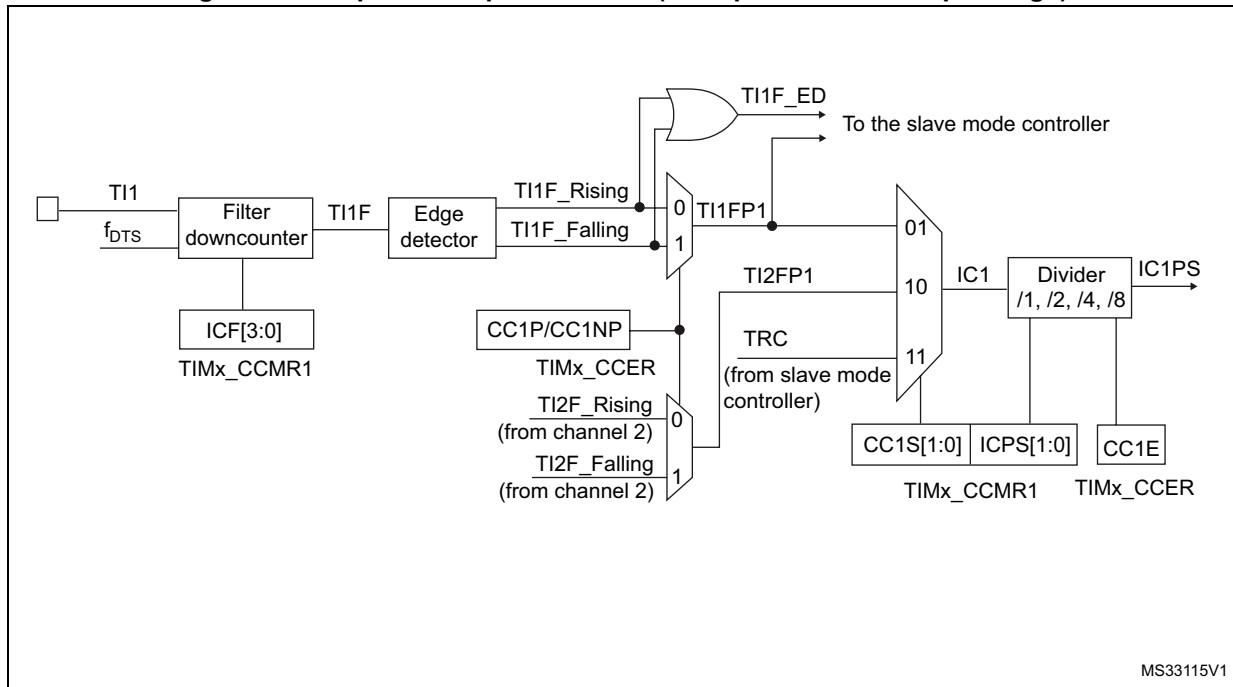 TI1F_ED
To the slave mode controller
TI1
Filter
downcounter
fDTS
TI1F
Edge
detector
TI1F_Rising
TI1F_Falling
0
1
TI1FP1
01
TI2FP1
10
IC1
Divider
/1, /2, /4, /8
IC1PS
ICF[3:0]
TIMx_CCMR1
CC1P/CC1NP
TIMx_CCER
TRC
11
(from slave mode
controller)
TI2F_Rising
0
(from channel 2)
TI2F_Falling
1
(from channel 2)
CC1S[1:0]
ICPS[1:0]
CC1E
TIMx_CCMR1
TIMx_CCER
MS33115V1